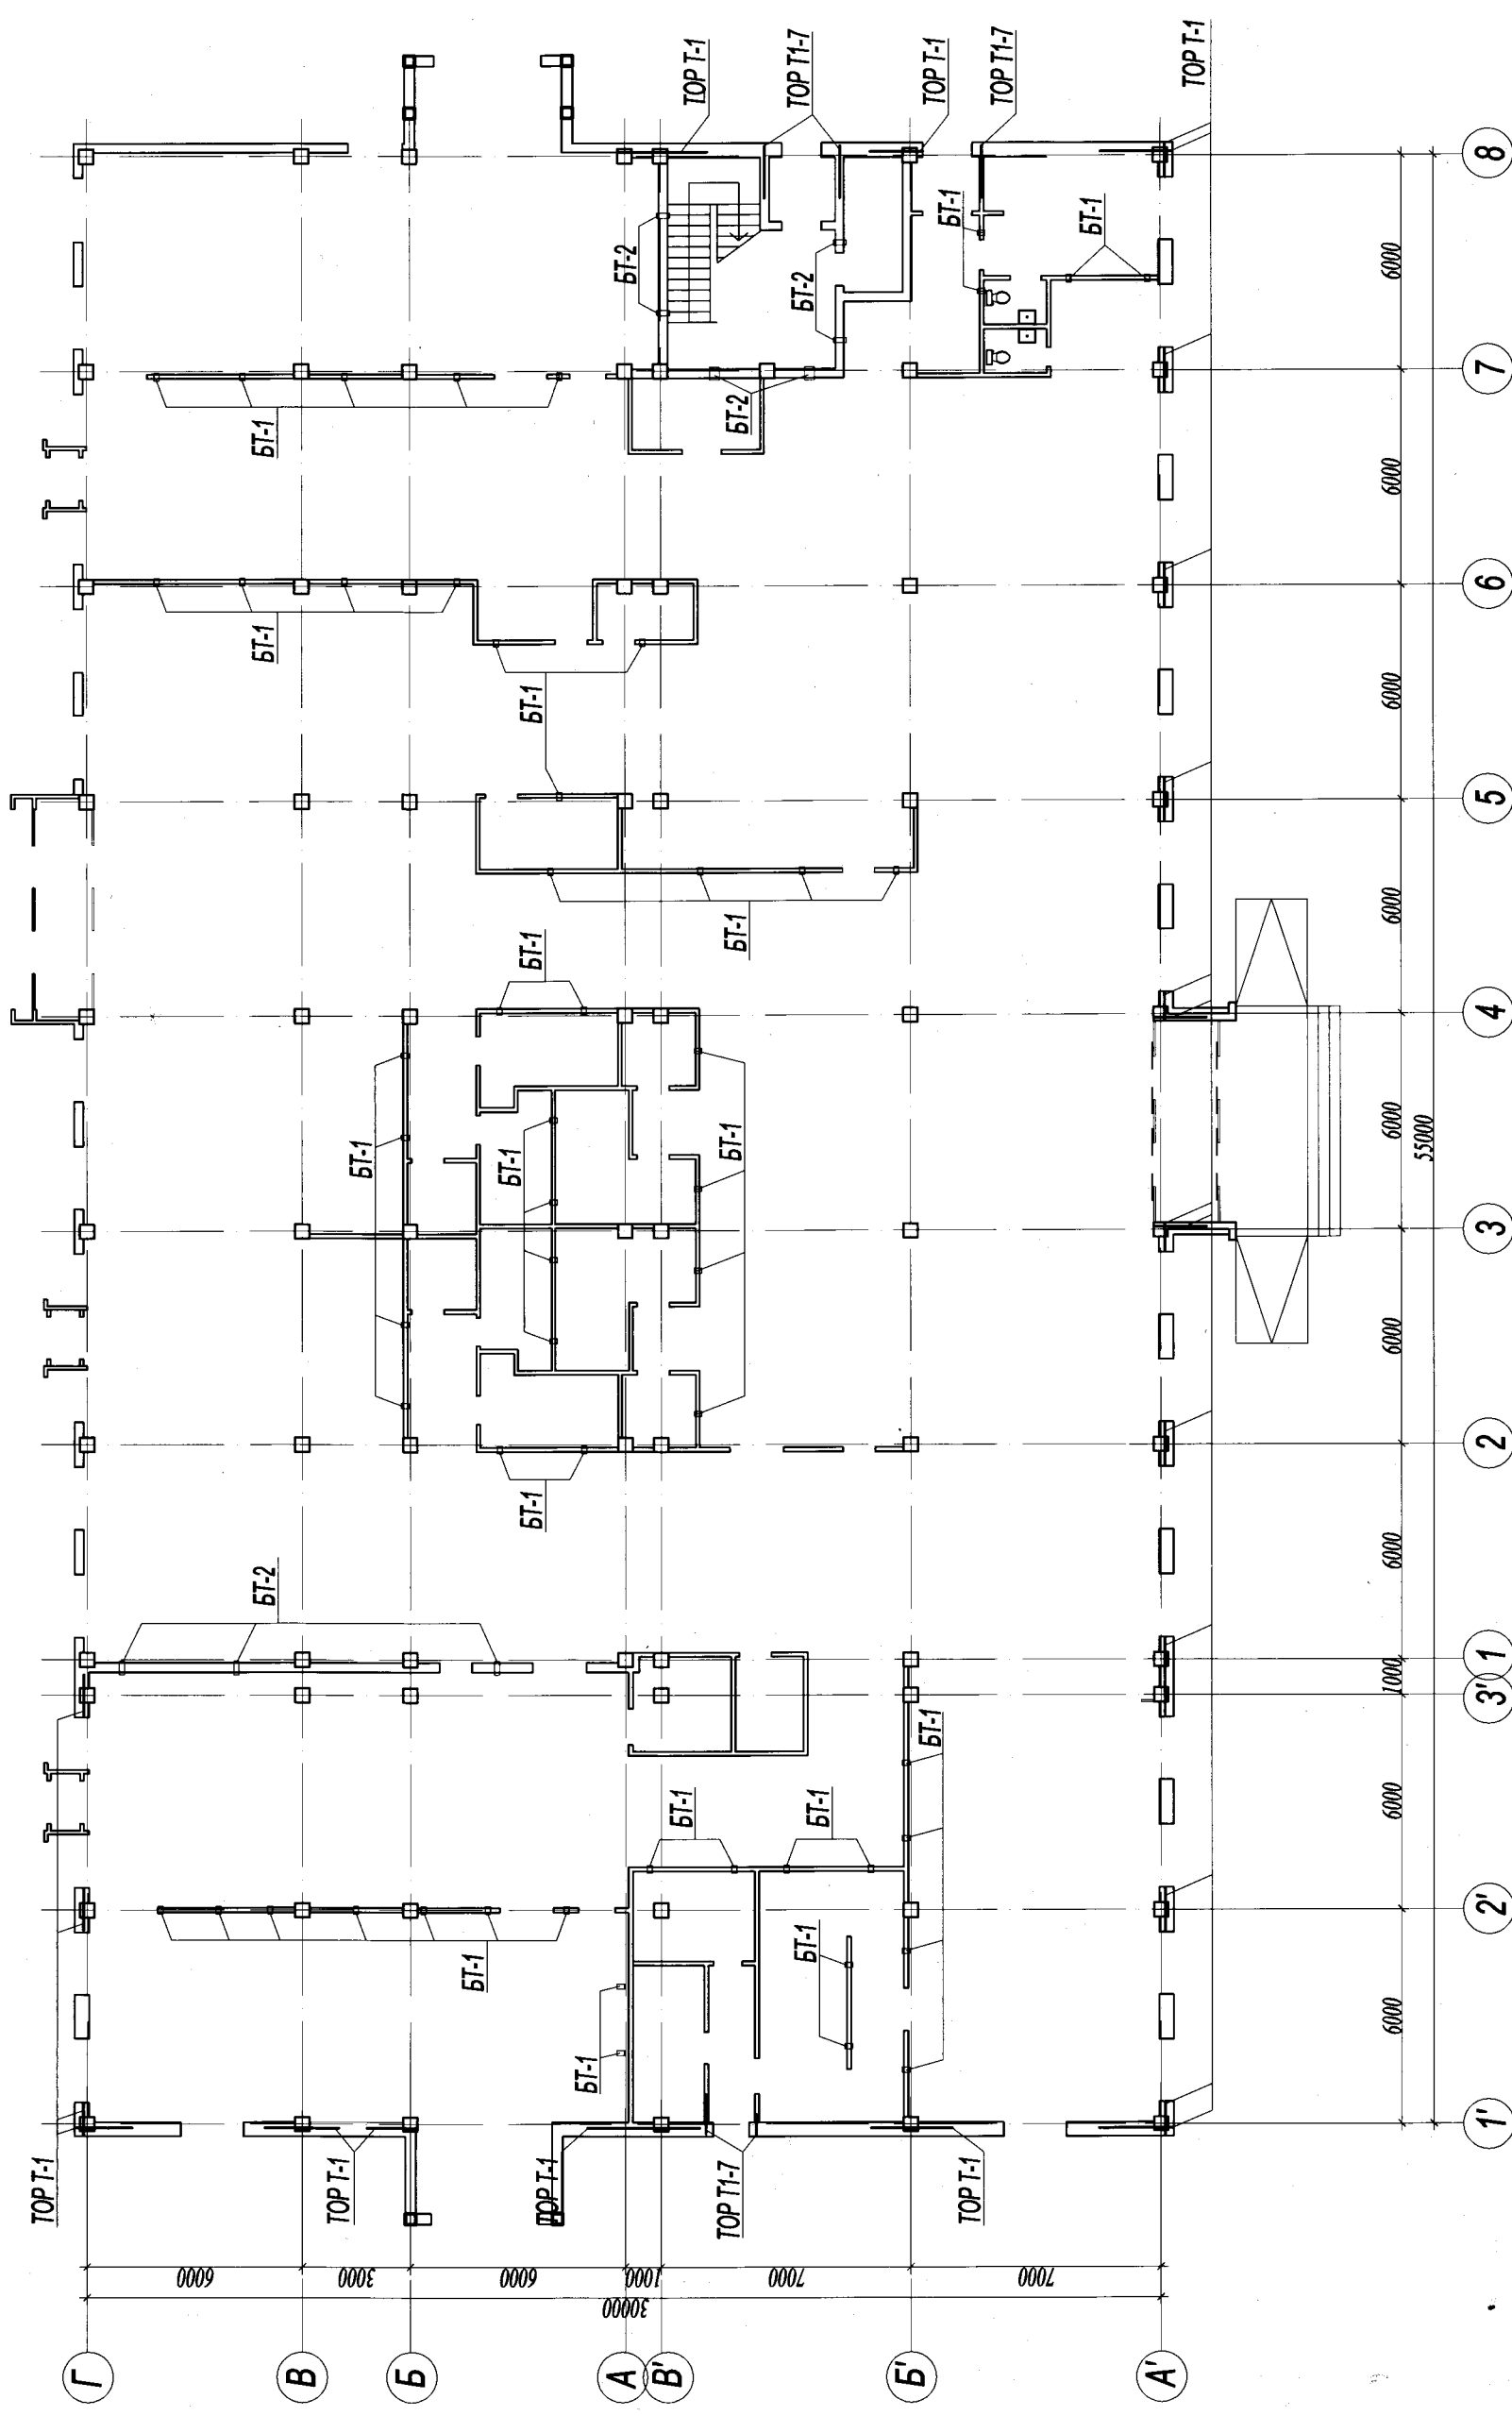 ТОР Т-1
ТОР Т1-7
ТОР Т-1
ТОР Т1-7
ТОР Т-1
БТ-2
БТ-2
БТ-1
БТ-1
БТ-1
БТ-2
БТ-1
БТ-1
БТ-1
БТ-1
БТ-1
БТ-1
БТ-1
БТ-1
БТ-2
БТ-1
БТ-1
БТ-1
БТ-1
БТ-1
БТ-1
ТОР Т-1
ТОР Т-1
ТОР Т-1
ТОР Т1-7
ТОР Т-1
6000
3000
6000
1000
7000
7000
30000
6000
6000
6000
6000
6000
6000
6000
1000
6000
6000
55000
Г
В
Б
А
В'
Б'
А'
8
7
6
5
4
3
2
1
3'
2'
1'